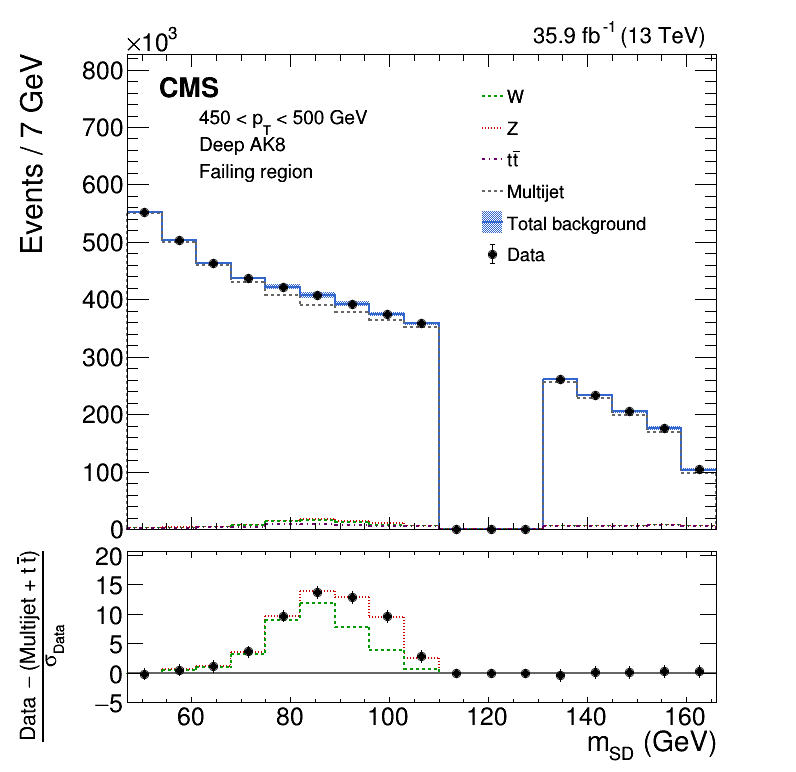 ×10³
35.9 fb⁻¹ (13 TeV)
Events / 7 GeV
800
700
600
500
400
300
200
100
0
CMS
450 < p_T < 500 GeV
Deep AK8
Failing region
W
Z
tt̄
Multijet
Total background
Data
Data − (Multijet + t t̄)
σ_Data
20
15
10
5
0
−5
60 80 100 120 140 160
m_SD (GeV)